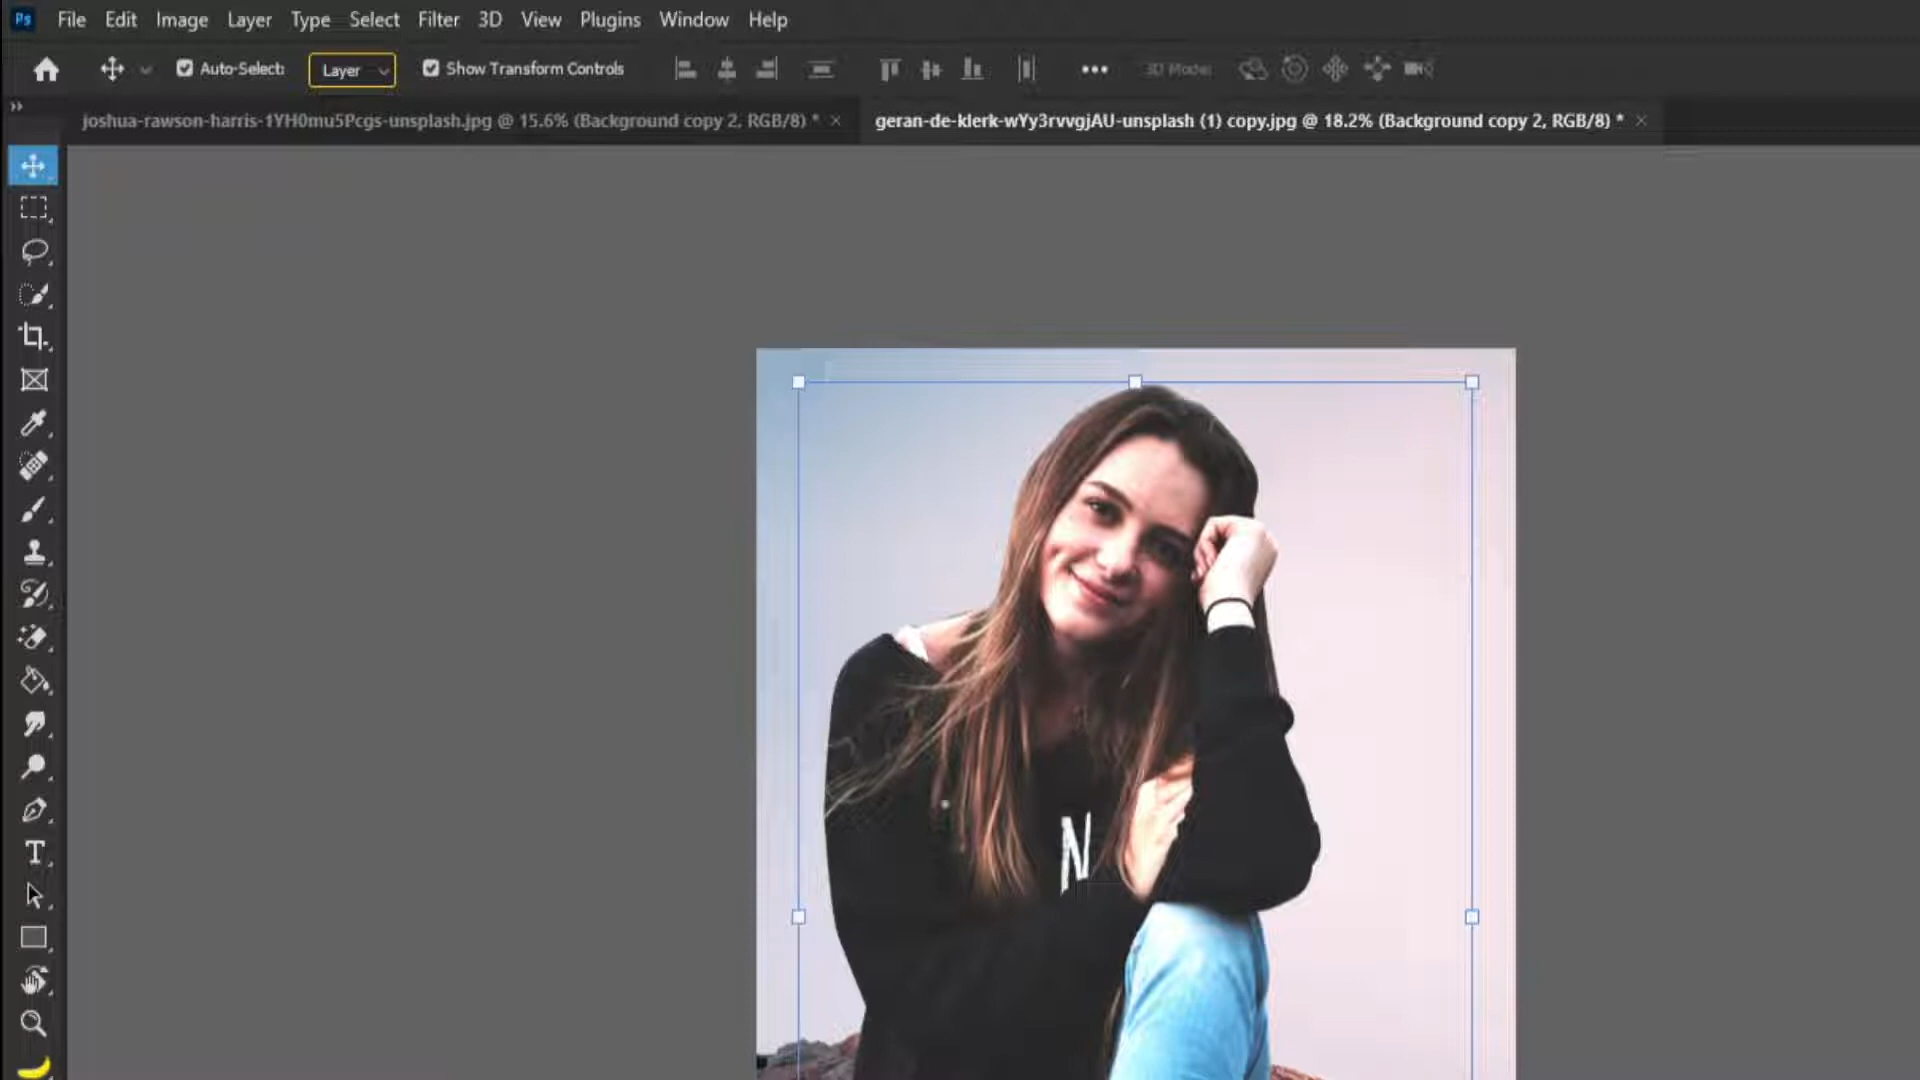 Ps File Edit Image Layer Type Select Filter 3D View Plugins Window Help
Auto-Select: Layer Show Transform Controls 3D Mode:
joshua-rawson-harris-1YH0mu5Pcgs-unsplash.jpg @ 15.6% (Background copy 2, RGB/8) * geran-de-klerk-wYy3rvvgjAU-unsplash (1) copy.jpg @ 18.2% (Background copy 2, RGB/8) *
N